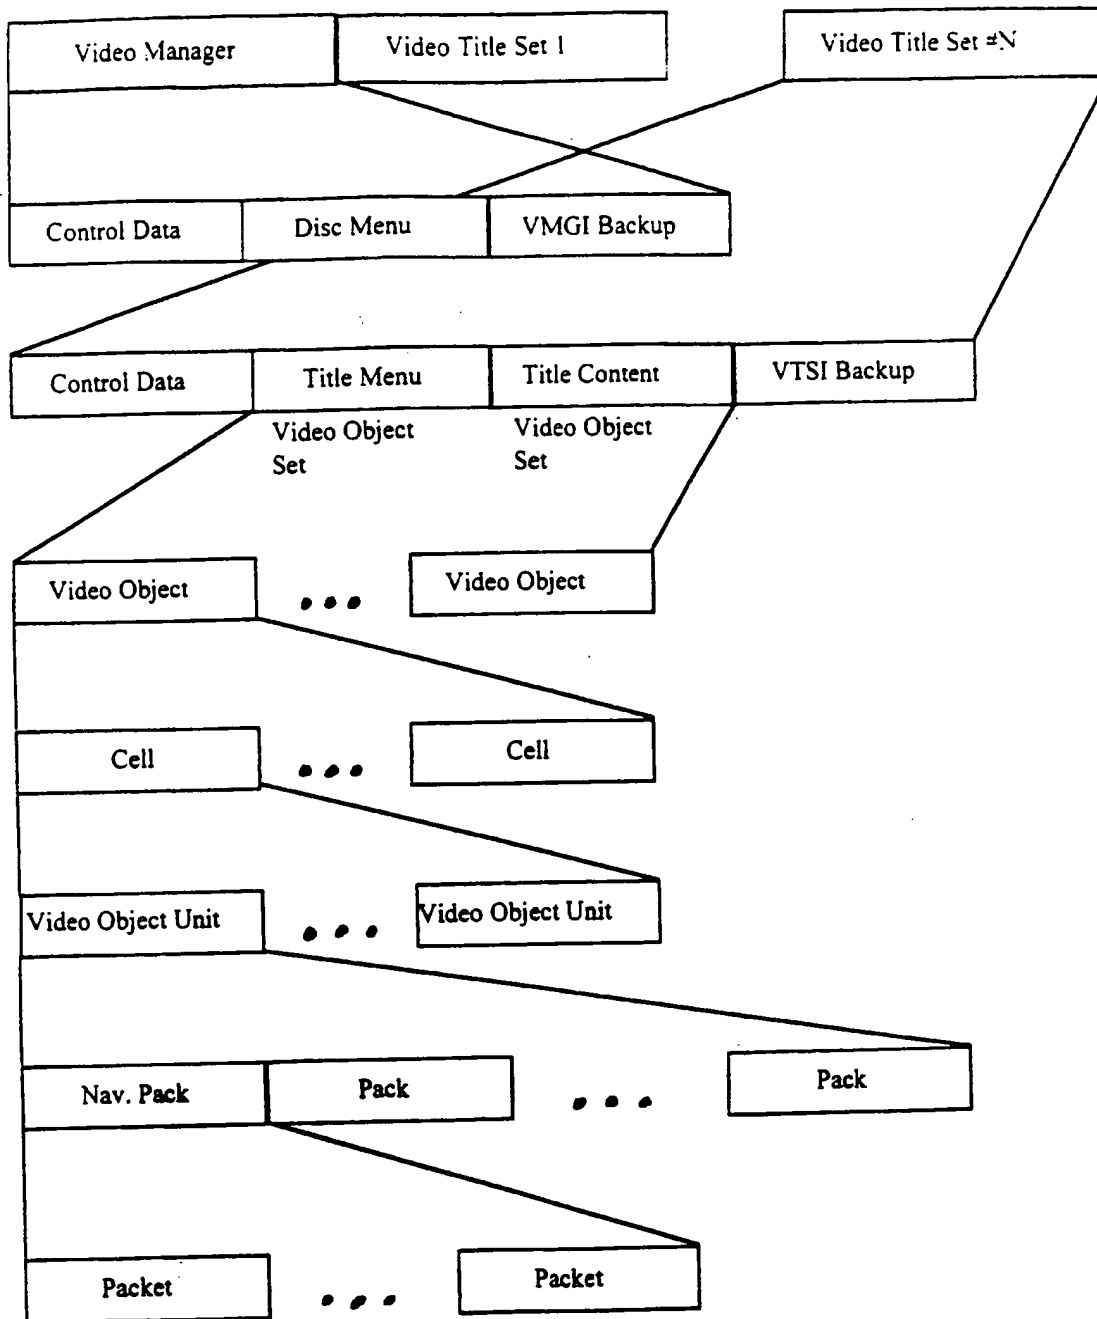 Video Manager
Video Title Set 1
Video Title Set #N
Control Data
Disc Menu
VMGI Backup
Control Data
Title Menu
Title Content
VTSI Backup
Video Object
Set
Video Object
Set
Video Object
Video Object
Cell
Cell
Video Object Unit
Video Object Unit
Nav. Pack
Pack
Pack
Packet
Packet